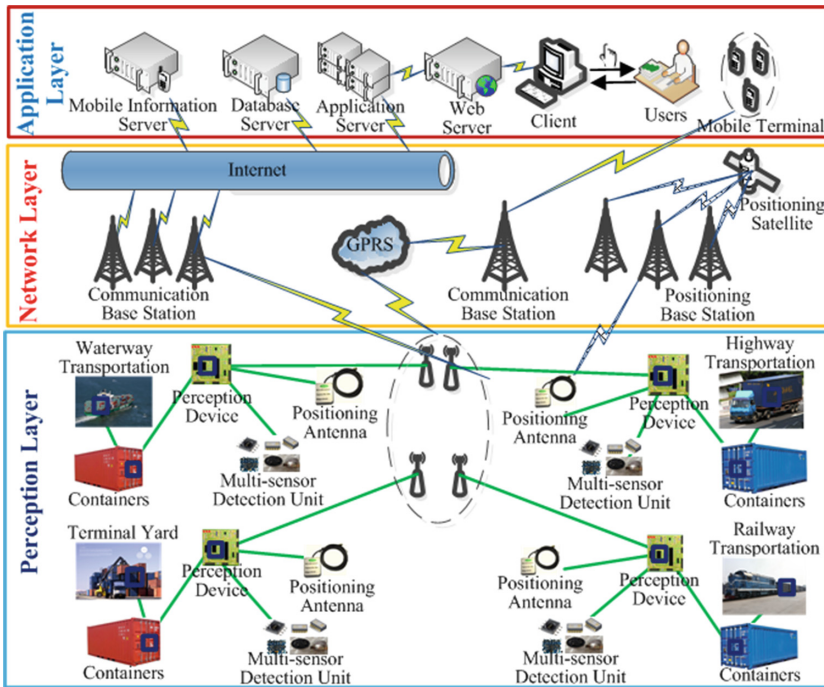 Application
Layer
Mobile Information
Server
Database
Server
Application
Server
Web
Server
Client
Users
Mobile Terminal
Network Layer
Internet
GPRS
Communication
Base Station
Communication
Base Station
Positioning
Base Station
Positioning
Satellite
Perception Layer
Waterway
Transportation
Perception
Device
Positioning
Antenna
Multi-sensor
Detection Unit
Containers
Positioning
Antenna
Perception
Device
Highway
Transportation
Multi-sensor
Detection Unit
Containers
Terminal Yard
Perception
Device
Positioning
Antenna
Multi-sensor
Detection Unit
Containers
Positioning
Antenna
Perception
Device
Railway
Transportation
Multi-sensor
Detection Unit
Containers